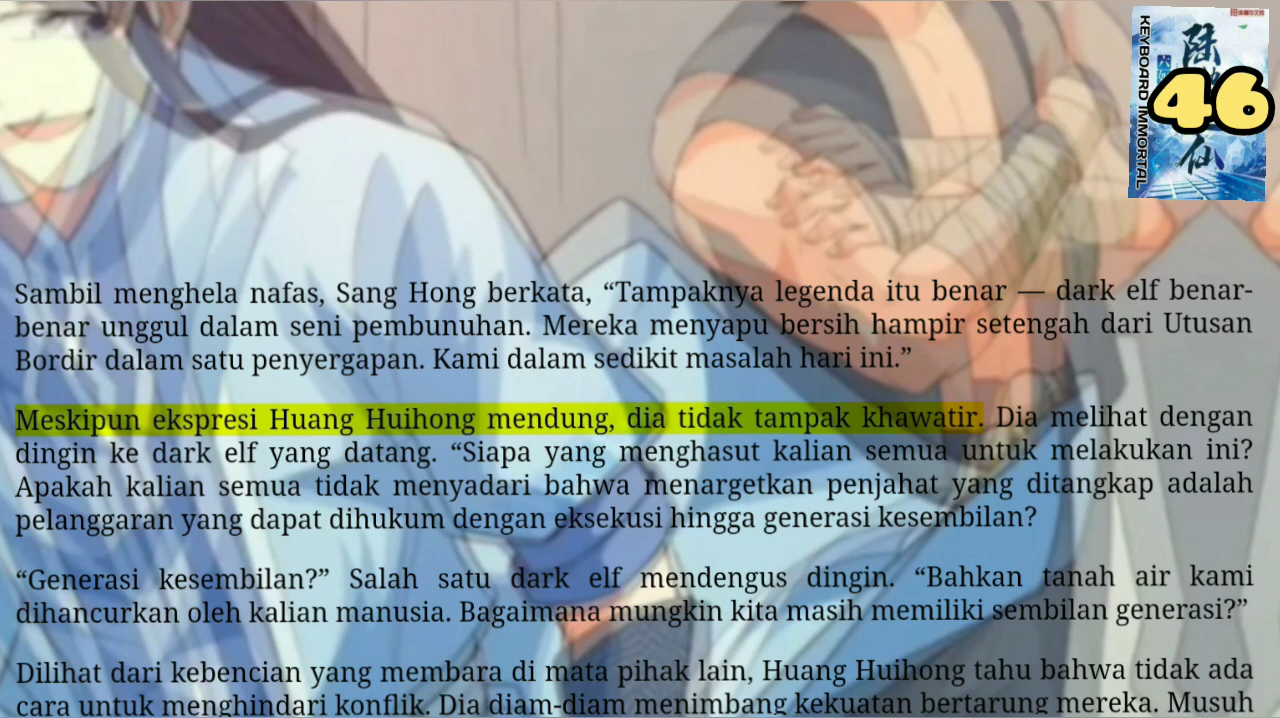 KEYBOARD IMMORTAL
46
Sambil menghela nafas, Sang Hong berkata, “Tampaknya legenda itu benar — dark elf benar-
benar unggul dalam seni pembunuhan. Mereka menyapu bersih hampir setengah dari Utusan
Bordir dalam satu penyergapan. Kami dalam sedikit masalah hari ini.”
Meskipun ekspresi Huang Huihong mendung, dia tidak tampak khawatir. Dia melihat dengan
dingin ke dark elf yang datang. “Siapa yang menghasut kalian semua untuk melakukan ini?
Apakah kalian semua tidak menyadari bahwa menargetkan penjahat yang ditangkap adalah
pelanggaran yang dapat dihukum dengan eksekusi hingga generasi kesembilan?
“Generasi kesembilan?” Salah satu dark elf mendengus dingin. “Bahkan tanah air kami
dihancurkan oleh kalian manusia. Bagaimana mungkin kita masih memiliki sembilan generasi?”
Dilihat dari kebencian yang membara di mata pihak lain, Huang Huihong tahu bahwa tidak ada
cara untuk menghindari konflik. Dia diam-diam menimbang kekuatan bertarung mereka. Musuh